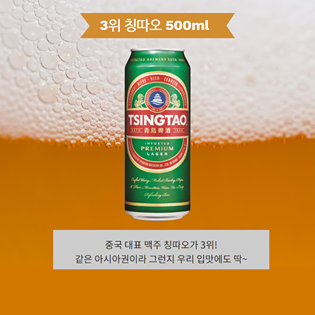 3위 칭따오 500ml
TSINGTAO
青島啤酒
IMPORTED
PREMIUM
LAGER
중국 대표 맥주 칭따오가 3위!
같은 아시아권이라 그런지 우리 입맛에도 딱~